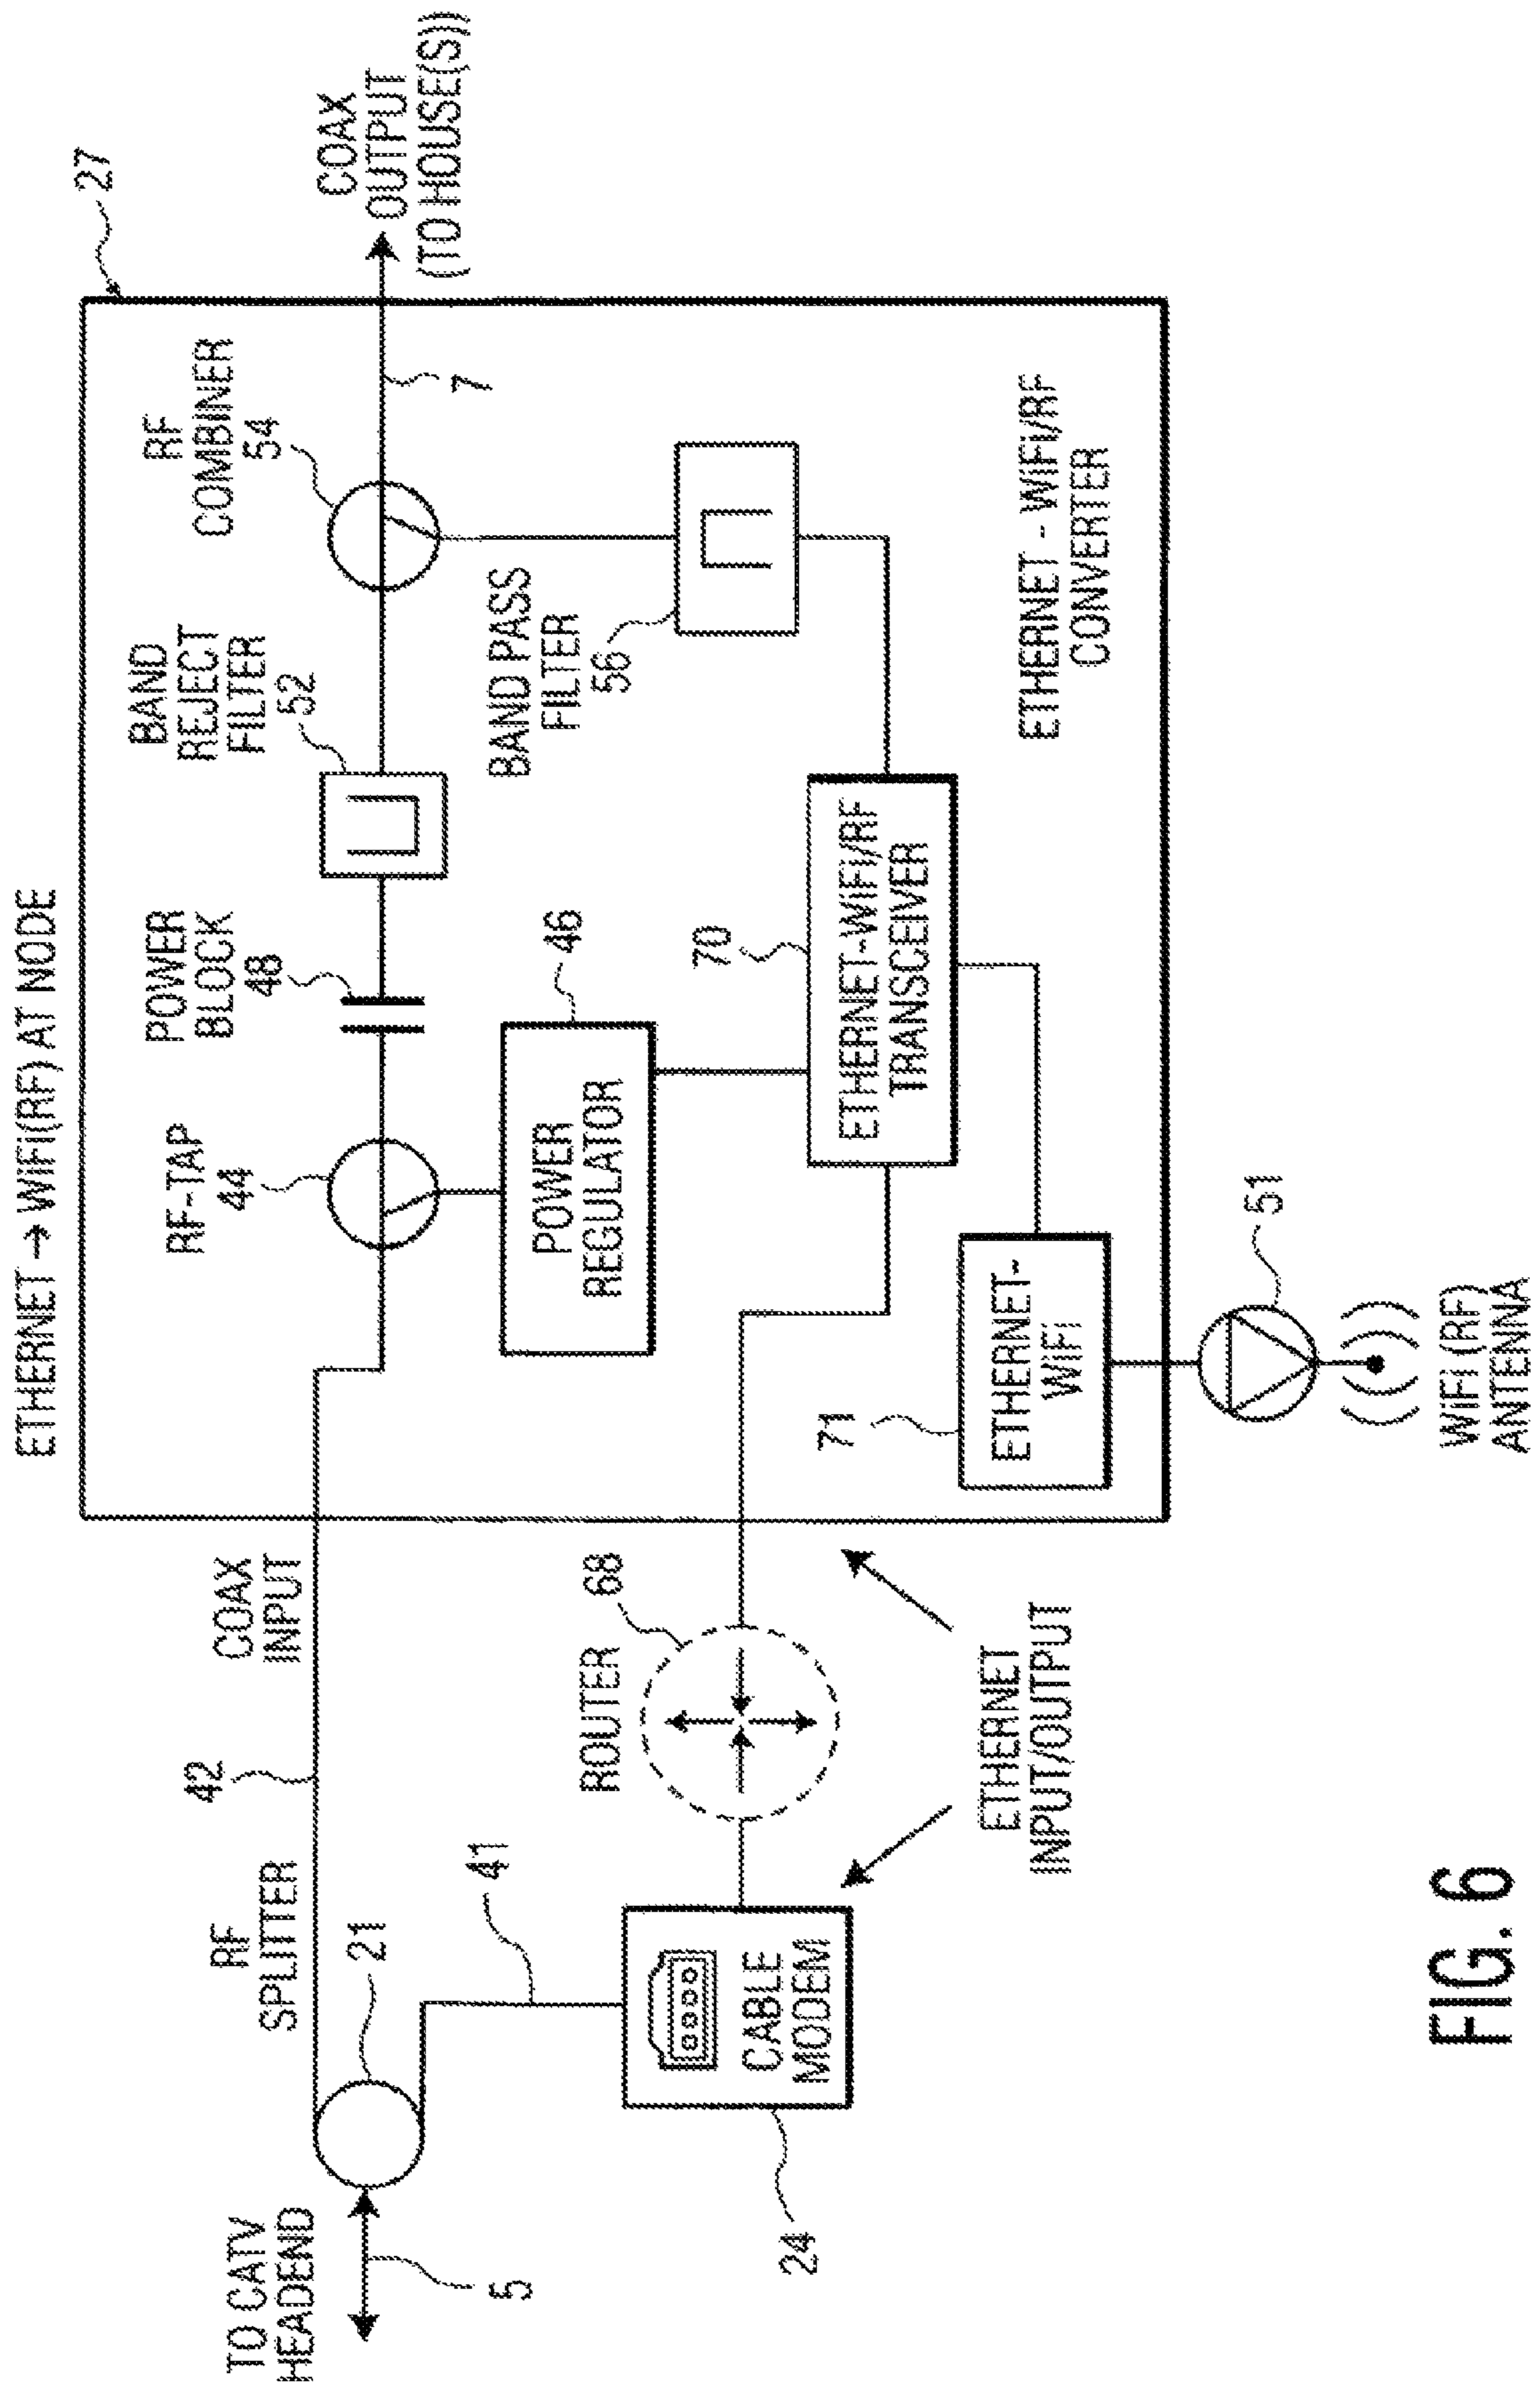 ETHERNET → WiFi(RF) AT NODE
27
TO CATV
HEADEND
5
RF
SPLITTER
21
42
COAX
INPUT
41
CABLE
MODEM
24
ROUTER
68
ETHERNET
INPUT/OUTPUT
RF-TAP
44
POWER
BLOCK
48
BAND
REJECT
FILTER
52
RF
COMBINER
54
7
COAX
OUTPUT
(TO HOUSE(S))
POWER
REGULATOR
46
BAND PASS
FILTER
56
70
ETHERNET-WiFi/RF
TRANSCEIVER
71
ETHERNET-
WiFi
ETHERNET - WiFi/RF
CONVERTER
51
WiFi (RF)
ANTENNA
FIG. 6